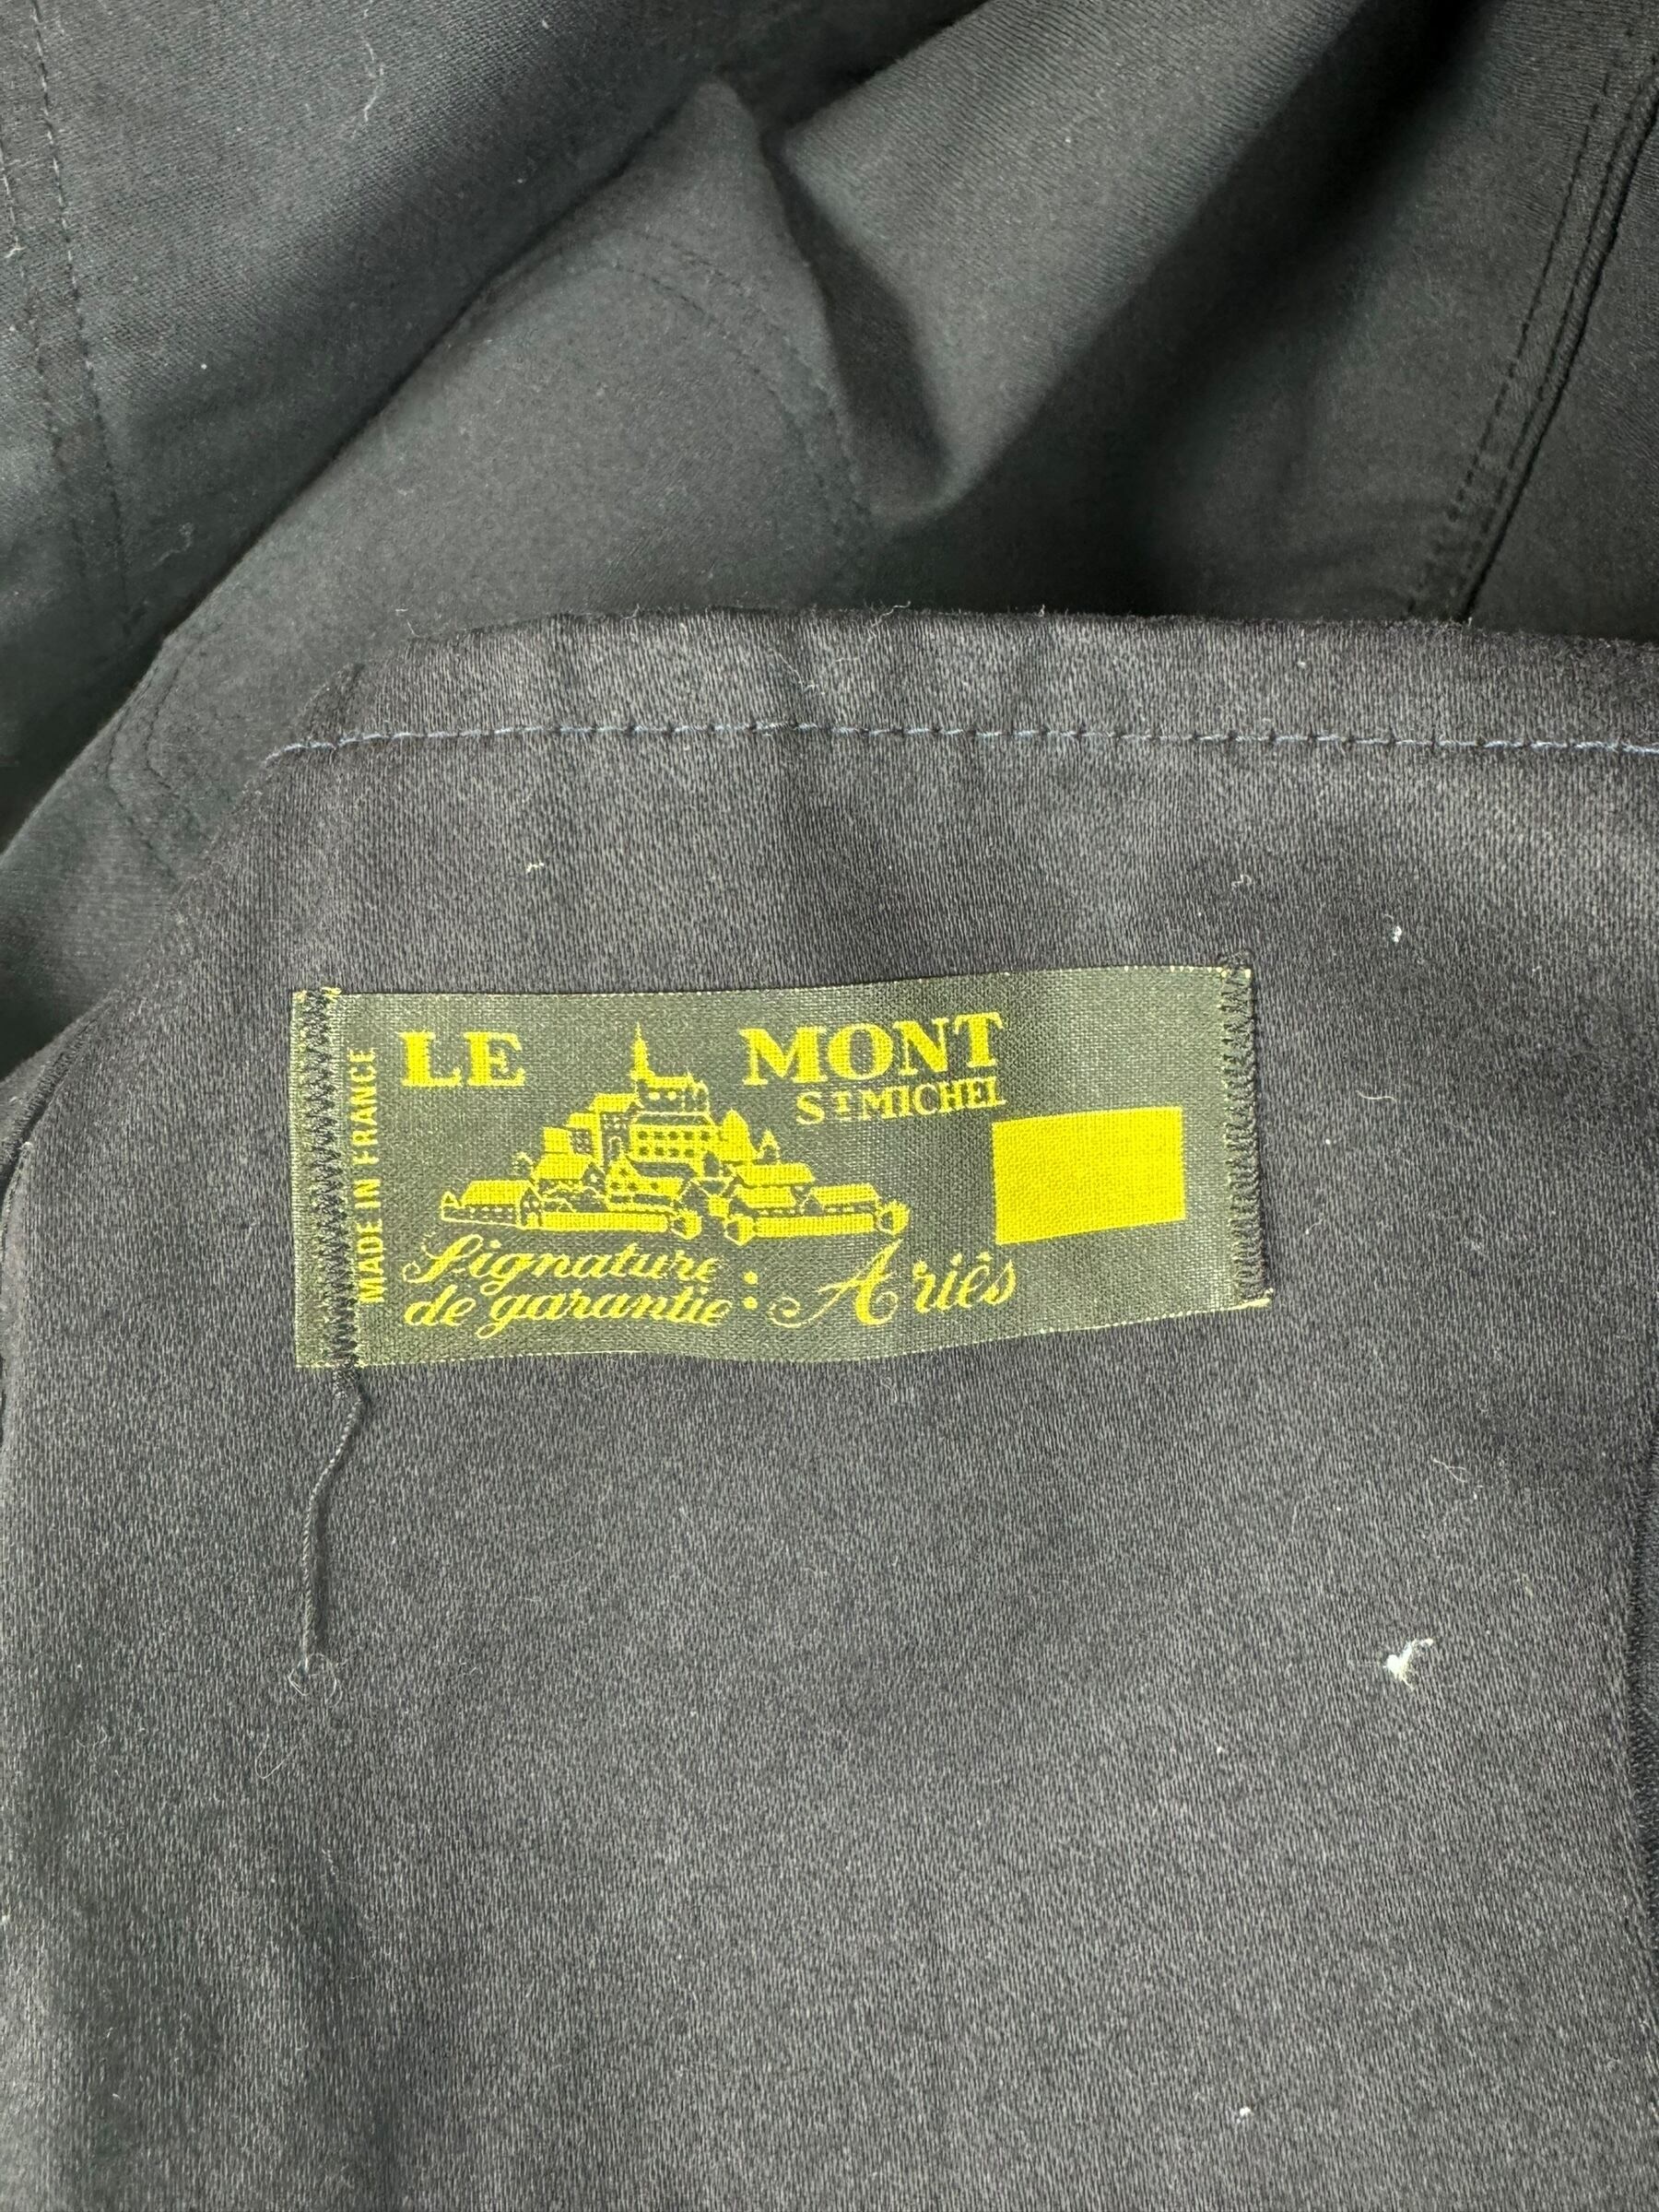 MADE IN FRANCE
LE MONT
ST MICHEL
Signature
de garantie : Ariès